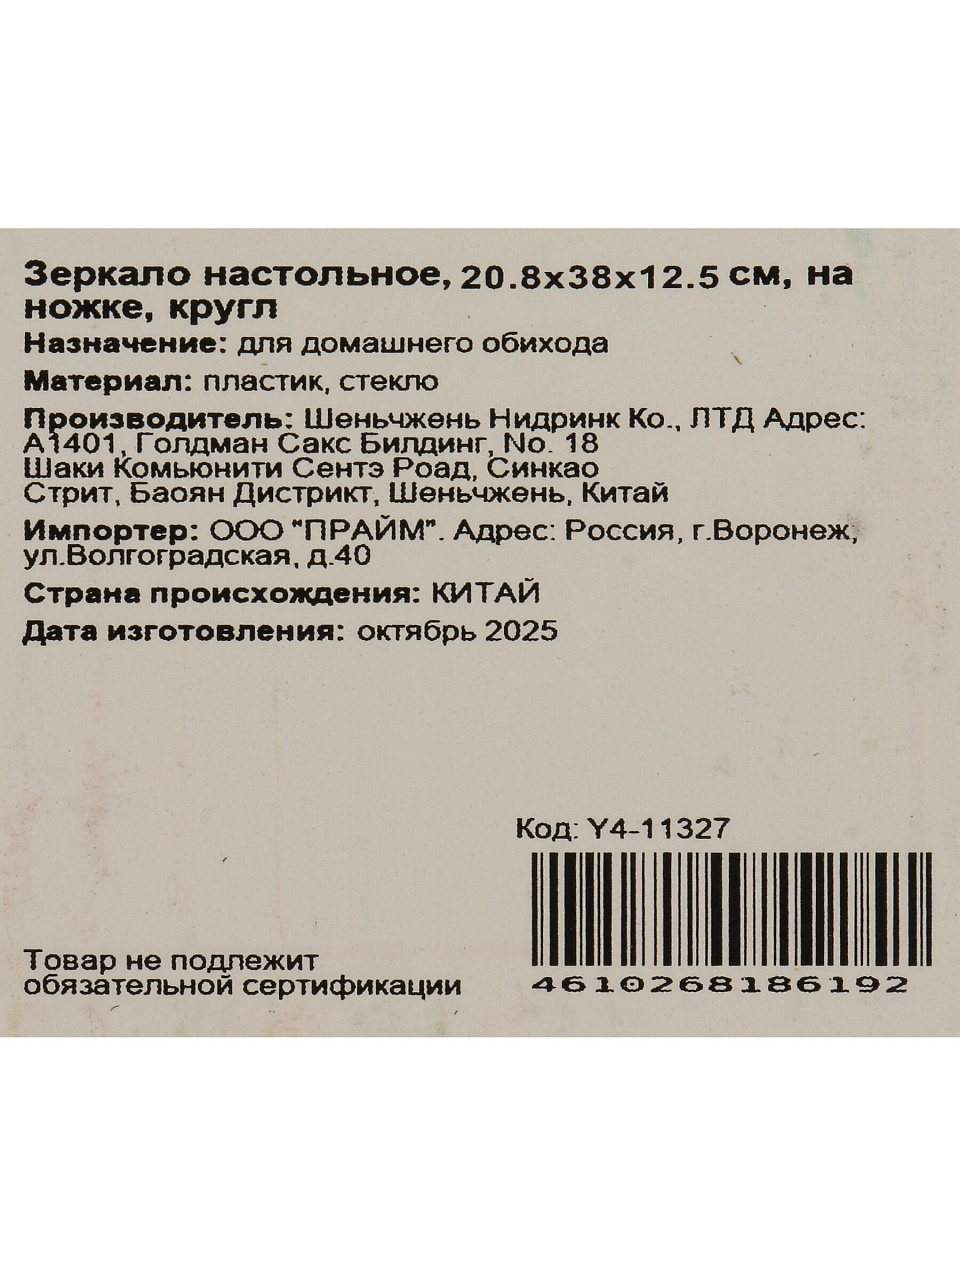 Зеркало настольное, 20.8x38x12.5 см, на
ножке, кругл
Назначение: для домашнего обихода
Материал: пластик, стекло
Производитель: Шеньчжень Нидринк Ко., ЛТД Адрес:
А1401, Голдман Сакс Билдинг, No. 18
Шаки Комьюнити Сентэ Роад, Синкао
Стрит, Баоян Дистрикт, Шеньчжень, Китай
Импортер: ООО "ПРАЙМ". Адрес: Россия, г.Воронеж,
ул.Волгоградская, д.40
Страна происхождения: КИТАЙ
Дата изготовления: октябрь 2025
Код: Y4-11327
4610268186192
Товар не подлежит
обязательной сертификации